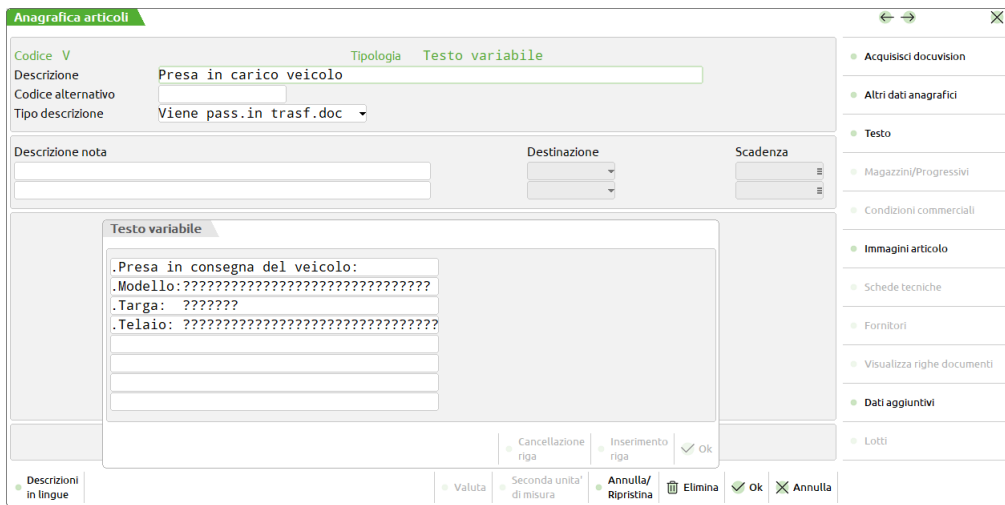 Anagrafica articoli
Codice V Tipologia Testo variabile
Descrizione Presa in carico veicolo
Codice alternativo
Tipo descrizione Viene pass.in trasf.doc
Descrizione nota Destinazione Scadenza
Testo variabile
.Presa in consegna del veicolo:
.Modello:???????????????????????????????
.Targa: ???????
.Telaio: ????????????????????????????????
Cancellazione riga
Inserimento riga
Ok
Acquisisci docuvision
Altri dati anagrafici
Testo
Magazzini/Progressivi
Condizioni commerciali
Immagini articolo
Schede tecniche
Fornitori
Visualizza righe documenti
Dati aggiuntivi
Lotti
Descrizioni in lingue
Valuta
Seconda unita' di misura
Annulla/ Ripristina
Elimina
Ok
Annulla